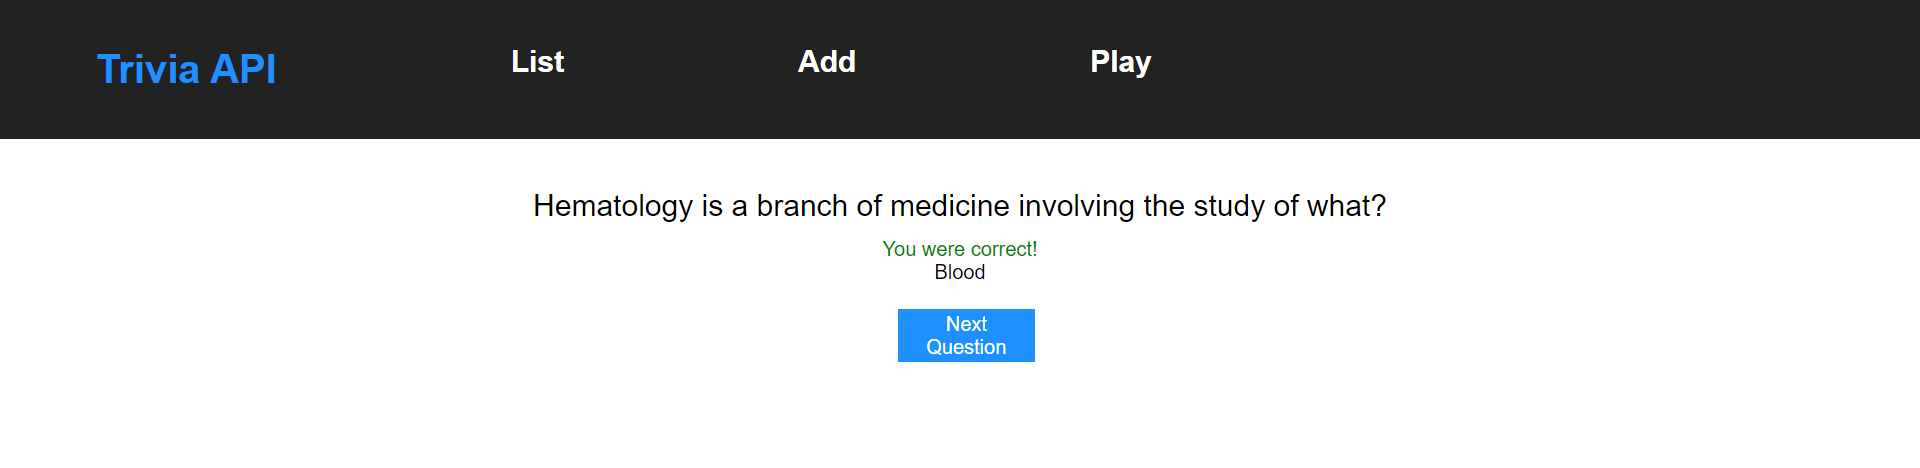 Trivia API
List
Add
Play
Hematology is a branch of medicine involving the study of what?
You were correct!
Blood
Next
Question